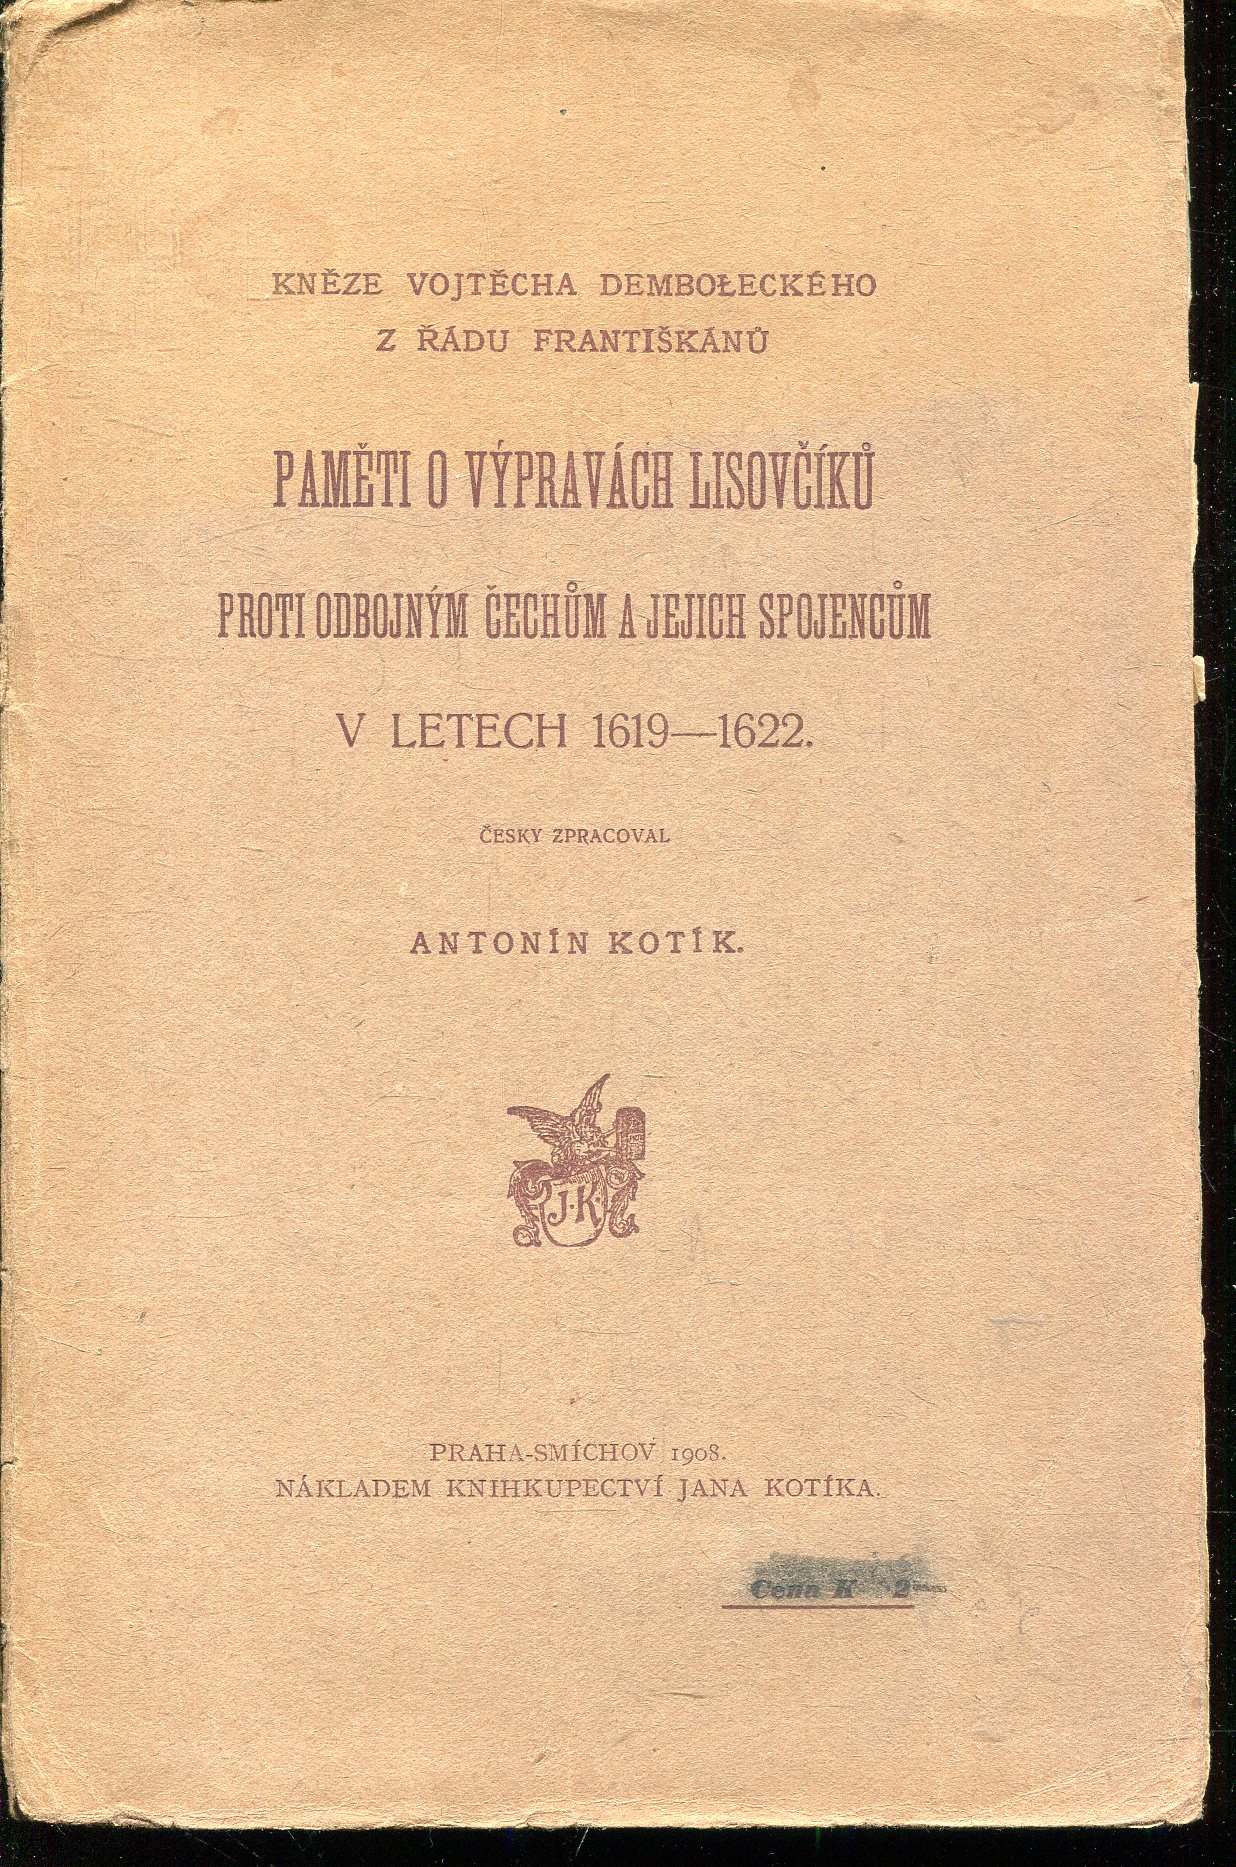 KNĚZE VOJTĚCHA DEMBOŁECKÉHO
Z ŘÁDU FRANTIŠKÁNŮ
PAMĚTI O VÝPRAVÁCH LISOVČÍKŮ
PROTI ODBOJNÝM ČECHŮM A JEJICH SPOJENCŮM
V LETECH 1619—1622.
ČESKY ZPRACOVAL
ANTONÍN KOTÍK.
J·K·
PRAHA-SMÍCHOV 1908.
NÁKLADEM KNIHKUPECTVÍ JANA KOTÍKA.
Cena K 2